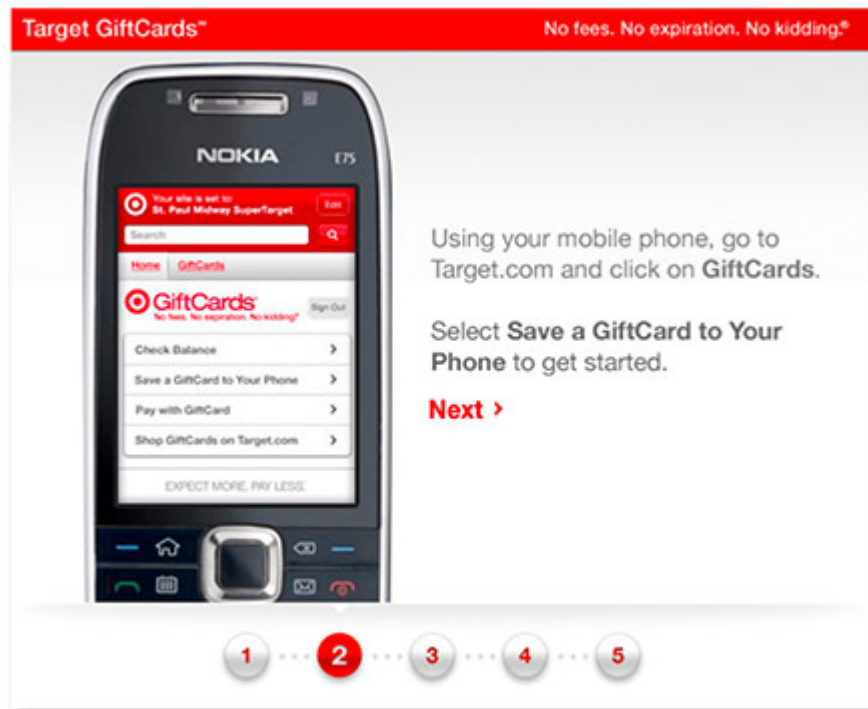 Target GiftCards℠
No fees. No expiration. No kidding.®
NOKIA
E75
Your site is set to:
St. Paul Midway SuperTarget
Edit
Search
Home
GiftCards
GiftCards
No fees. No expiration. No kidding.®
Sign Out
Check Balance
Save a GiftCard to Your Phone
Pay with GiftCard
Shop GiftCards on Target.com
EXPECT MORE. PAY LESS.
Using your mobile phone, go to
Target.com and click on GiftCards.
Select Save a GiftCard to Your
Phone to get started.
Next >
1
2
3
4
5